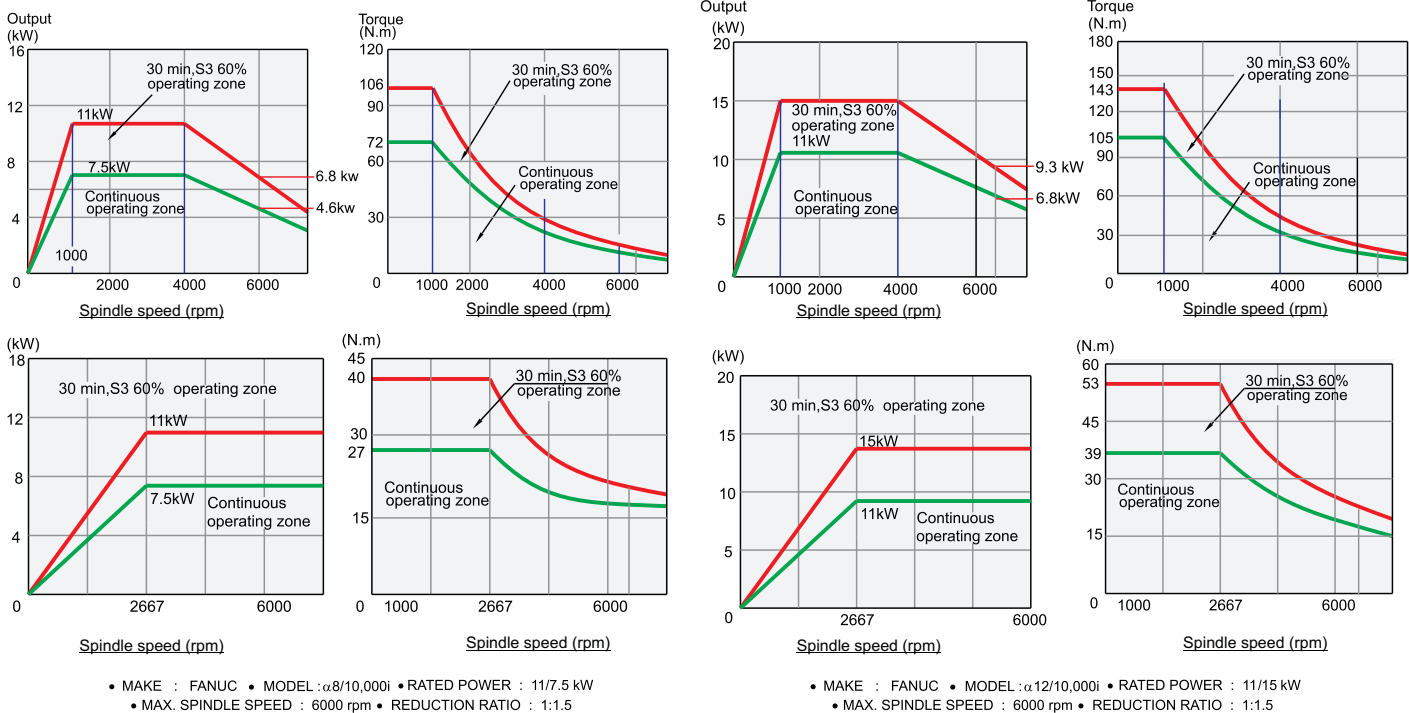 Output
(kW)
16
12
8
4
0
30 min,S3 60%
operating zone
11kW
7.5kW
Continuous
operating zone
6.8 kw
4.6kw
1000
2000
4000
6000
Spindle speed (rpm)
Torque
(N.m)
120
106
90
72
60
30
0
30 min,S3 60%
operating zone
Continuous
operating zone
1000 2000 4000 6000
Spindle speed (rpm)
Output
(kW)
20
15
10
5
0
30 min,S3 60%
operating zone
11kW
Continuous
operating zone
9.3 kW
6.8kW
1000 2000 4000 6000
Spindle speed (rpm)
Torque
(N.m)
180
150
143
120
105
90
60
30
0
30 min,S3 60%
operating zone
Continuous
operating zone
1000 4000 6000
Spindle speed (rpm)
(kW)
18
12
8
4
0
30 min,S3 60% operating zone
11kW
7.5kW
Continuous
operating zone
2667 6000
Spindle speed (rpm)
(N.m)
45
40
30
27
15
0
30 min,S3 60%
operating zone
Continuous
operating zone
1000 2667 6000
Spindle speed (rpm)
(kW)
20
15
10
5
0
30 min,S3 60% operating zone
15kW
11kW
Continuous
operating zone
2667 6000
Spindle speed (rpm)
(N.m)
60
53
45
39
30
15
0
30 min,S3 60%
operating zone
Continuous
operating zone
1000 2667 6000
Spindle speed (rpm)
• MAKE : FANUC • MODEL :α8/10,000i • RATED POWER : 11/7.5 kW
• MAX. SPINDLE SPEED : 6000 rpm • REDUCTION RATIO : 1:1.5
• MAKE : FANUC • MODEL :α12/10,000i • RATED POWER : 11/15 kW
• MAX. SPINDLE SPEED : 6000 rpm • REDUCTION RATIO : 1:1.5